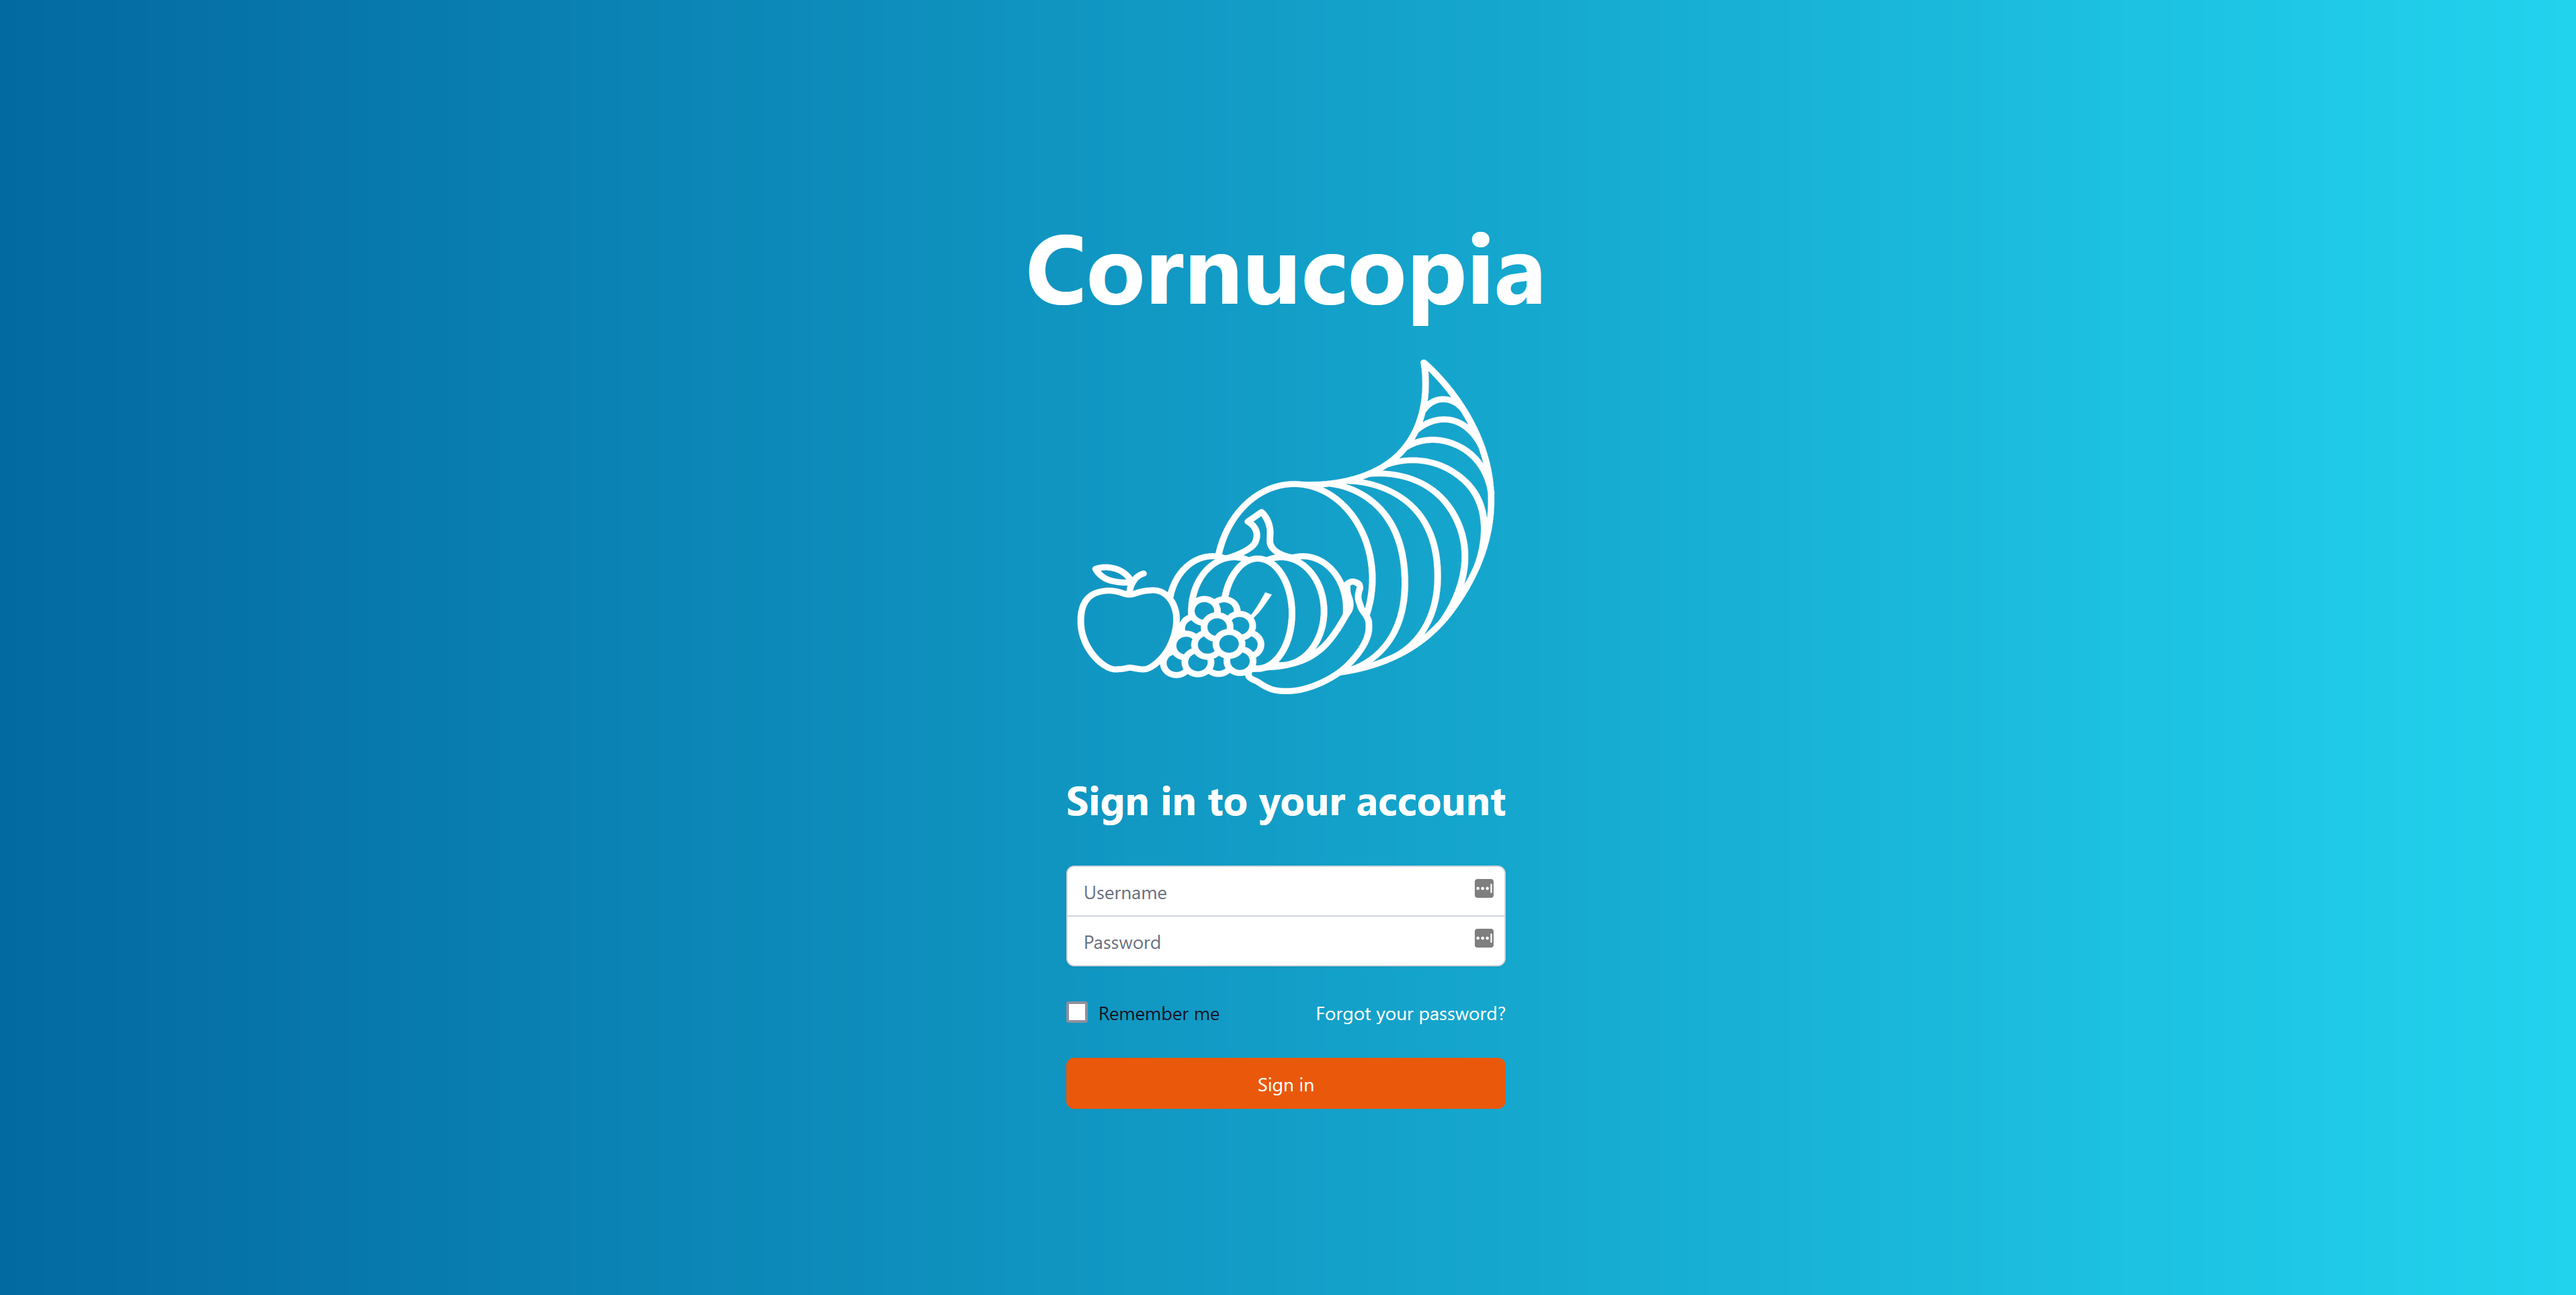 Cornucopia
Sign in to your account
Username
Password
Remember me
Forgot your password?
Sign in